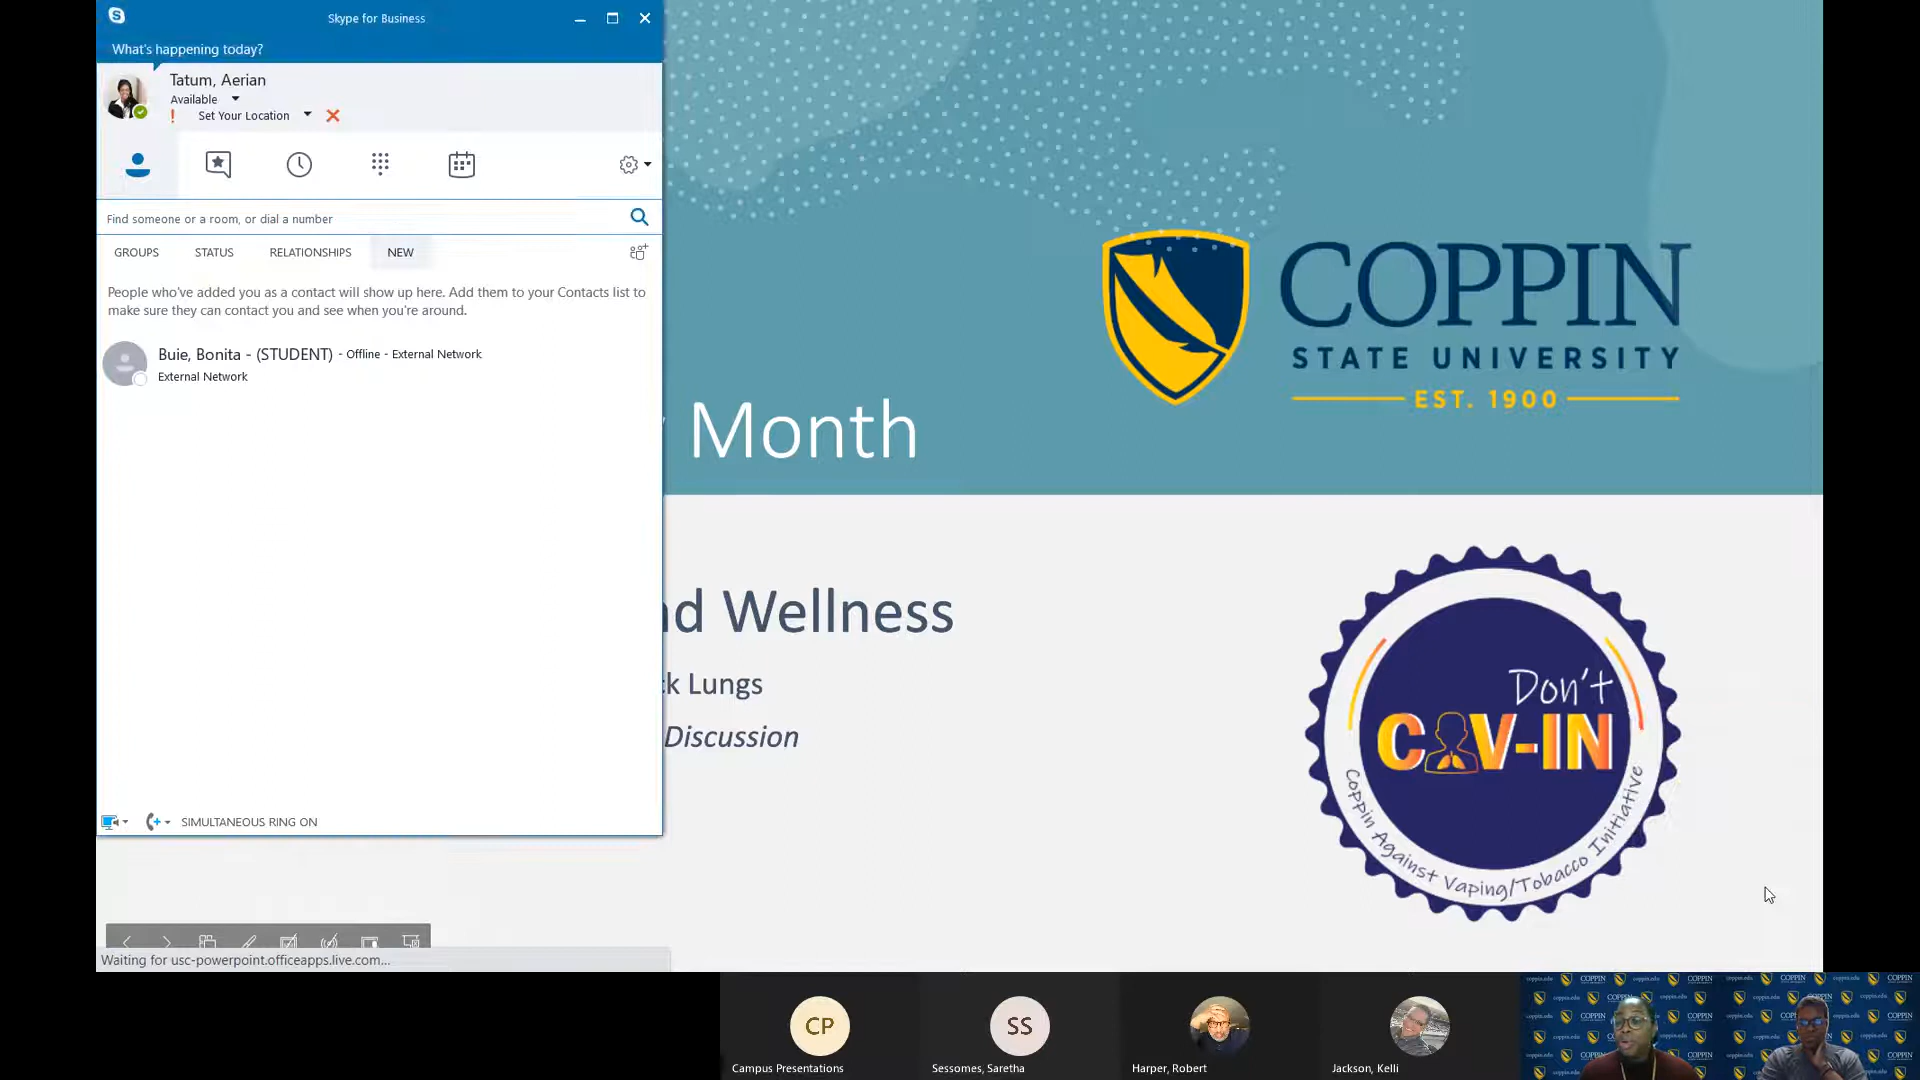 Skype for Business
What's happening today?
Tatum, Aerian
Available
! Set Your Location
Find someone or a room, or dial a number
GROUPS STATUS RELATIONSHIPS NEW
People who've added you as a contact will show up here. Add them to your Contacts list to
make sure they can contact you and see when you're around.
Buie, Bonita - (STUDENT) - Offline - External Network
External Network
SIMULTANEOUS RING ON
COPPIN
STATE UNIVERSITY
EST. 1900
Month
nd Wellness
ck Lungs
Discussion
Don't
COV-IN
Coppin Against Vaping/Tobacco Initiative
Waiting for usc-powerpoint.officeapps.live.com...
CP
SS
Campus Presentations
Sessomes, Saretha
Harper, Robert
Jackson, Kelli